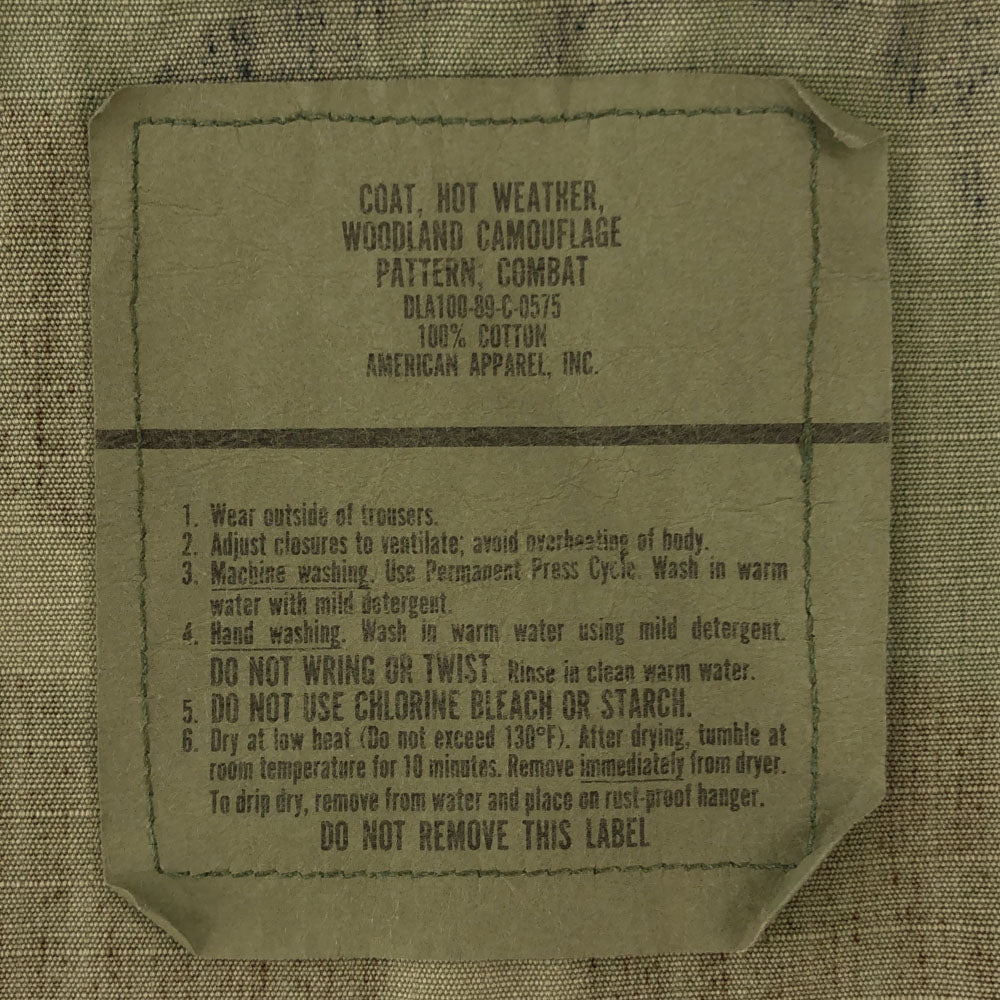 COAT, HOT WEATHER,
WOODLAND CAMOUFLAGE
PATTERN, COMBAT
DLA100-89-C-0575
100% COTTON
AMERICAN APPAREL, INC.
1. Wear outside of trousers.
2. Adjust closures to ventilate; avoid overheating of body.
3. Machine washing. Use Permanent Press Cycle. Wash in warm
water with mild detergent.
4. Hand washing. Wash in warm water using mild detergent.
DO NOT WRING OR TWIST. Rinse in clean warm water.
5. DO NOT USE CHLORINE BLEACH OR STARCH.
6. Dry at low heat (Do not exceed 130°F). After drying, tumble at
room temperature for 10 minutes. Remove immediately from dryer.
To drip dry, remove from water and place on rust-proof hanger.
DO NOT REMOVE THIS LABEL